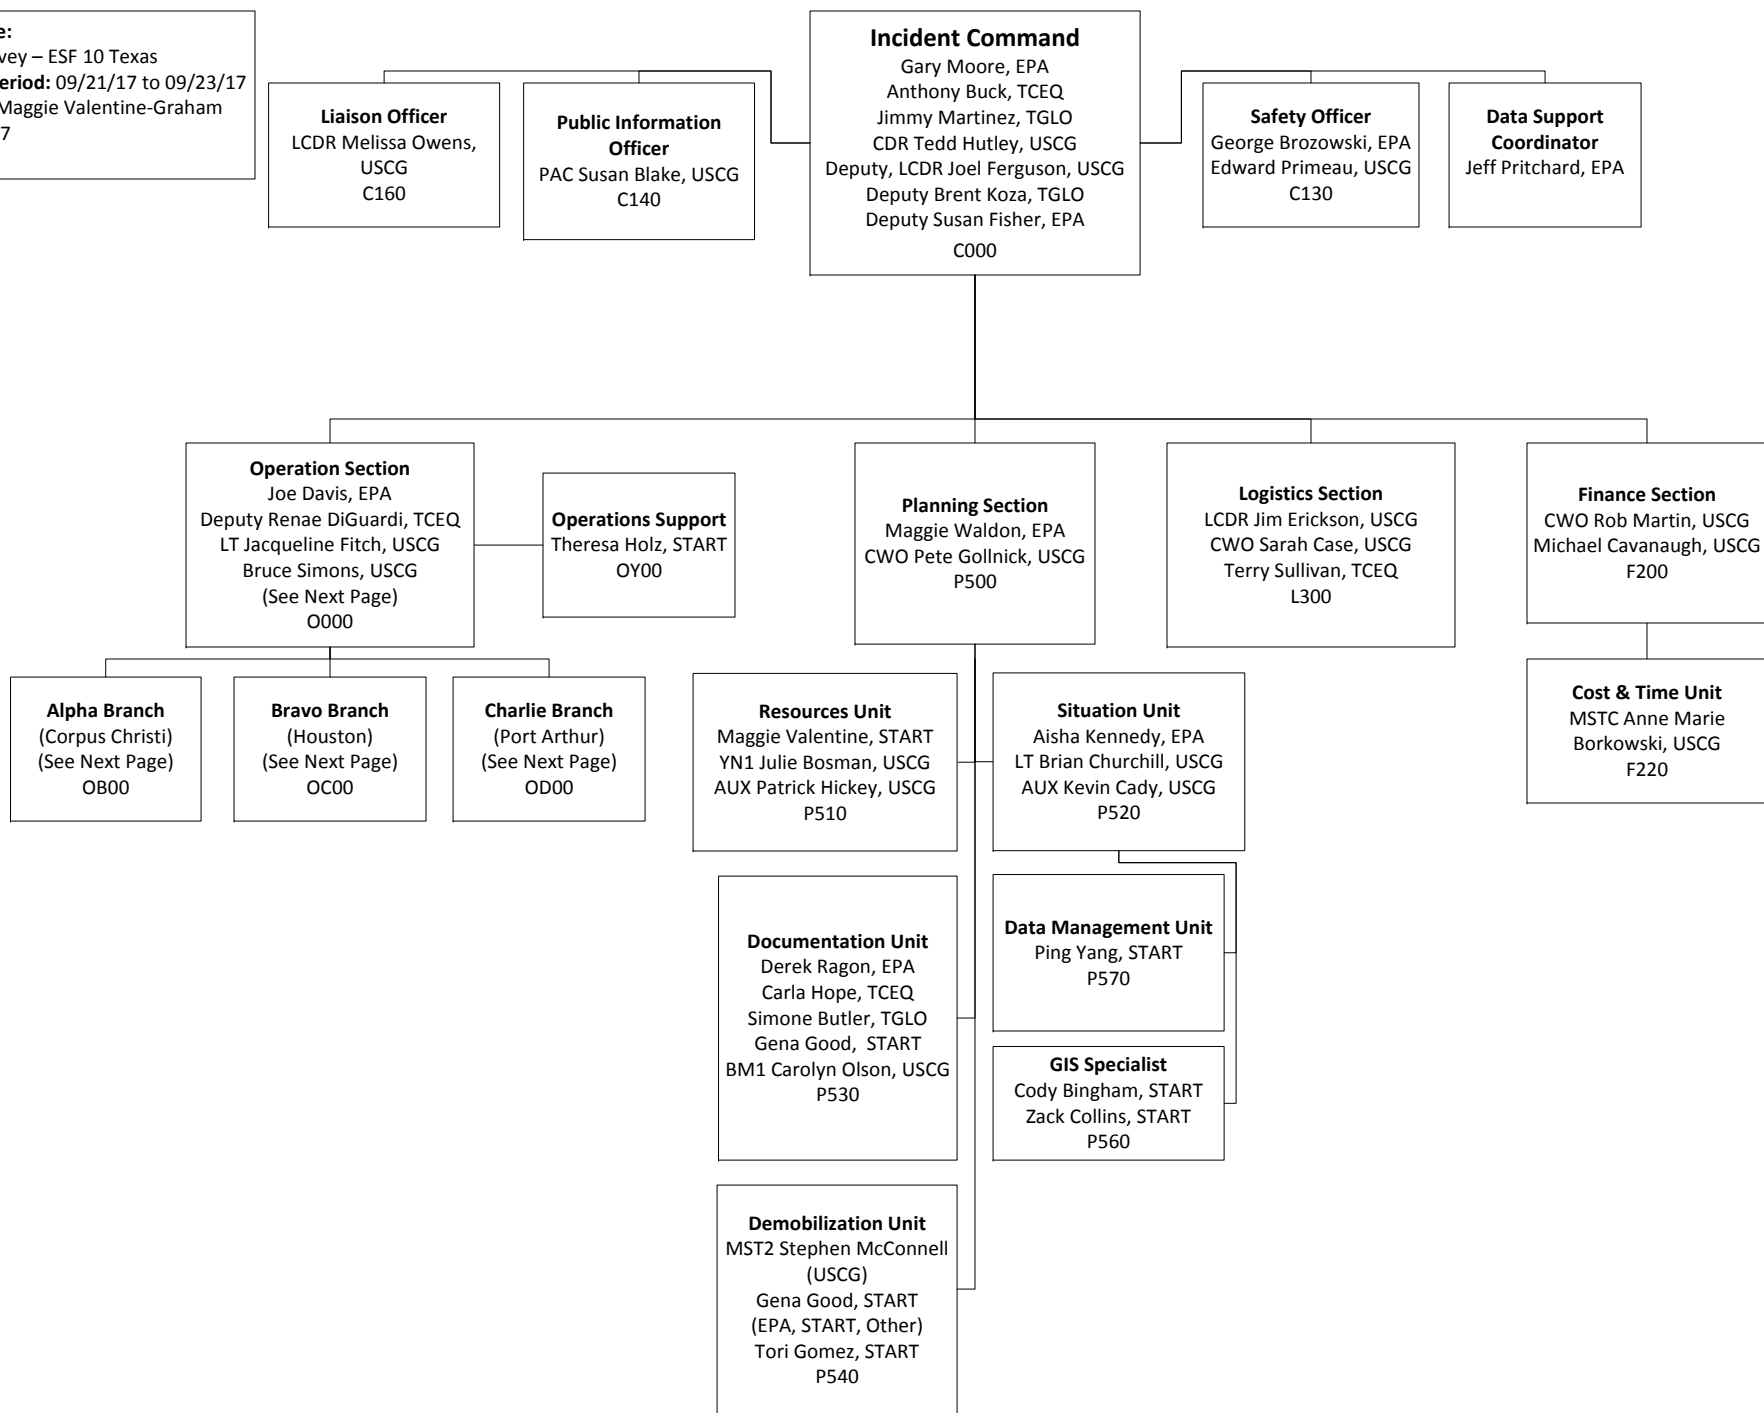 e:
vey – ESF 10 Texas
eriod: 09/21/17 to 09/23/17
Maggie Valentine-Graham
7
Liaison Officer
LCDR Melissa Owens,
USCG
C160
Public Information
Officer
PAC Susan Blake, USCG
C140
Incident Command
Gary Moore, EPA
Anthony Buck, TCEQ
Jimmy Martinez, TGLO
CDR Tedd Hutley, USCG
Deputy, LCDR Joel Ferguson, USCG
Deputy Brent Koza, TGLO
Deputy Susan Fisher, EPA
C000
Safety Officer
George Brozowski, EPA
Edward Primeau, USCG
C130
Data Support
Coordinator
Jeff Pritchard, EPA
Operation Section
Joe Davis, EPA
Deputy Renae DiGuardi, TCEQ
LT Jacqueline Fitch, USCG
Bruce Simons, USCG
(See Next Page)
O000
Operations Support
Theresa Holz, START
OY00
Planning Section
Maggie Waldon, EPA
CWO Pete Gollnick, USCG
P500
Logistics Section
LCDR Jim Erickson, USCG
CWO Sarah Case, USCG
Terry Sullivan, TCEQ
L300
Finance Section
CWO Rob Martin, USCG
Michael Cavanaugh, USCG
F200
Alpha Branch
(Corpus Christi)
(See Next Page)
OB00
Bravo Branch
(Houston)
(See Next Page)
OC00
Charlie Branch
(Port Arthur)
(See Next Page)
OD00
Resources Unit
Maggie Valentine, START
YN1 Julie Bosman, USCG
AUX Patrick Hickey, USCG
P510
Situation Unit
Aisha Kennedy, EPA
LT Brian Churchill, USCG
AUX Kevin Cady, USCG
P520
Cost & Time Unit
MSTC Anne Marie
Borkowski, USCG
F220
Documentation Unit
Derek Ragon, EPA
Carla Hope, TCEQ
Simone Butler, TGLO
Gena Good,  START
BM1 Carolyn Olson, USCG
P530
Data Management Unit
Ping Yang, START
P570
GIS Specialist
Cody Bingham, START
Zack Collins, START
P560
Demobilization Unit
MST2 Stephen McConnell
(USCG)
Gena Good, START
(EPA, START, Other)
Tori Gomez, START
P540